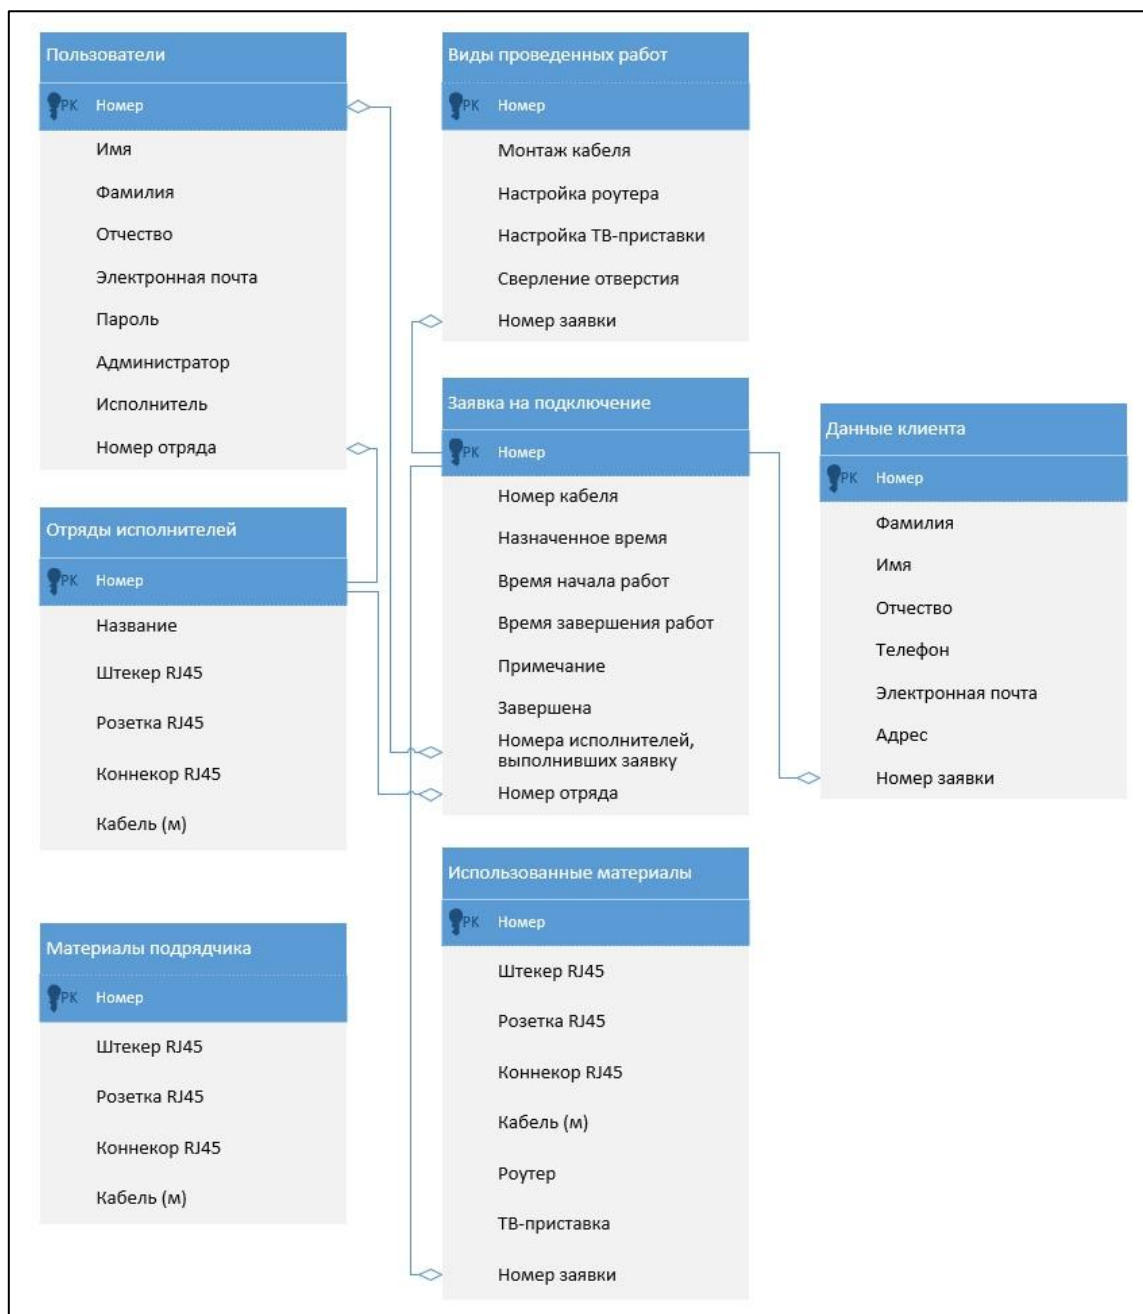 Пользователи
PK Номер
Имя
Фамилия
Отчество
Электронная почта
Пароль
Администратор
Исполнитель
Номер отряда
Отряды исполнителей
PK Номер
Название
Штекер RJ45
Розетка RJ45
Коннекор RJ45
Кабель (м)
Материалы подрядчика
PK Номер
Штекер RJ45
Розетка RJ45
Коннекор RJ45
Кабель (м)
Виды проведенных работ
PK Номер
Монтаж кабеля
Настройка роутера
Настройка ТВ-приставки
Сверление отверстия
Номер заявки
Заявка на подключение
PK Номер
Номер кабеля
Назначенное время
Время начала работ
Время завершения работ
Примечание
Завершена
Номера исполнителей,
выполнивших заявку
Номер отряда
Использованные материалы
PK Номер
Штекер RJ45
Розетка RJ45
Коннекор RJ45
Кабель (м)
Роутер
ТВ-приставка
Номер заявки
Данные клиента
PK Номер
Фамилия
Имя
Отчество
Телефон
Электронная почта
Адрес
Номер заявки